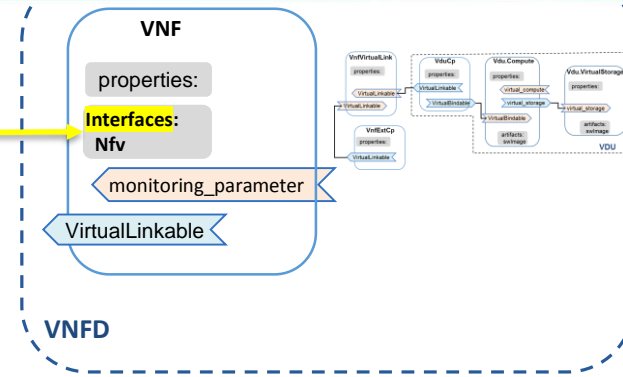 VNF
properties:
Interfaces:
Nfv
monitoring_parameter
VirtualLinkable
VNFD
VnfVirtualLink
properties:
VirtualLinkable
VirtualLinkable
VnfExtCp
properties:
VirtualLinkable
VduCp
properties:
VirtualLinkable
VirtualBindable
Vdu.Compute
properties:
virtual_compute
virtual_storage
VirtualBindable
artifacts:
swImage
Vdu.VirtualStorage
properties:
virtual_storage
artifacts:
swImage
VDU